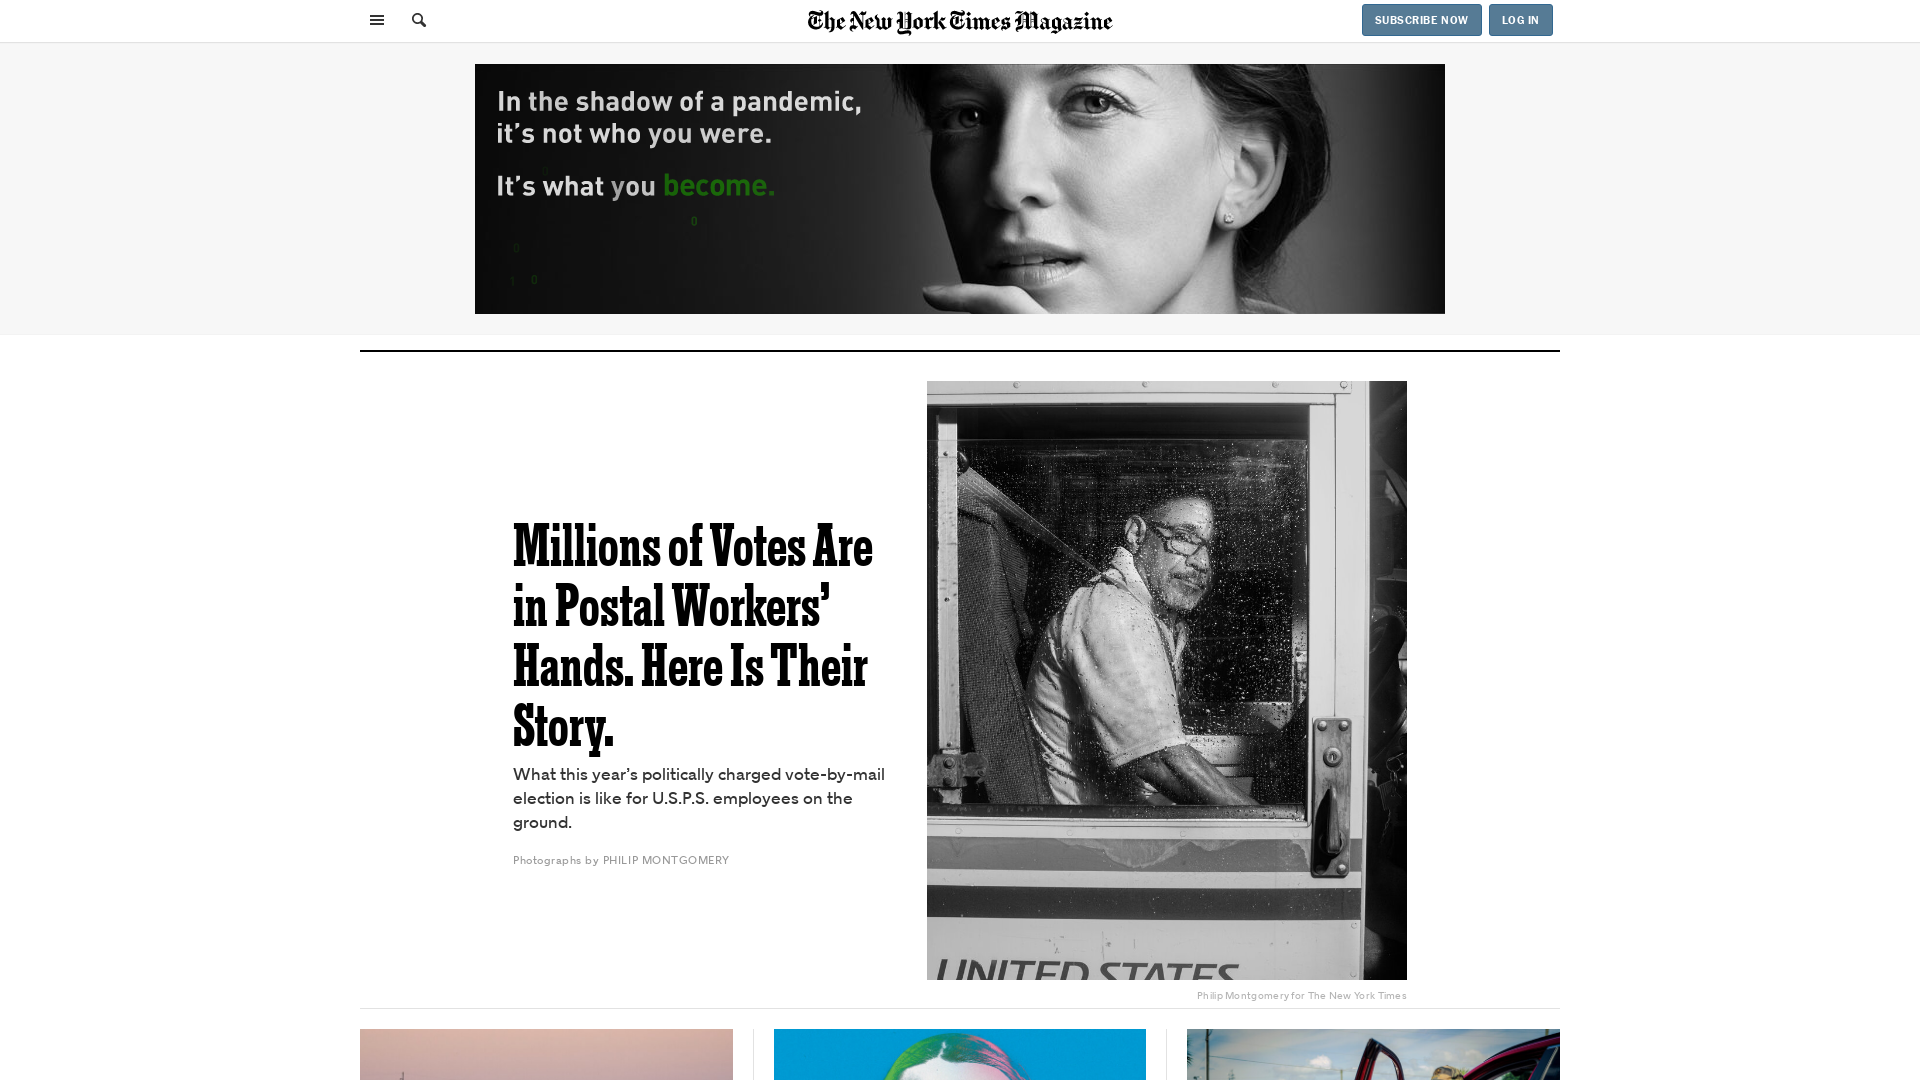 The New York Times Magazine
SUBSCRIBE NOW
LOG IN
In the shadow of a pandemic,
it's not who you were.
It's what you become.
0
0
1 0
Millions of Votes Are
in Postal Workers’
Hands. Here Is Their
Story.
What this year’s politically charged vote-by-mail
election is like for U.S.P.S. employees on the
ground.
Photographs by PHILIP MONTGOMERY
UNITED STATES
Philip Montgomery for The New York Times